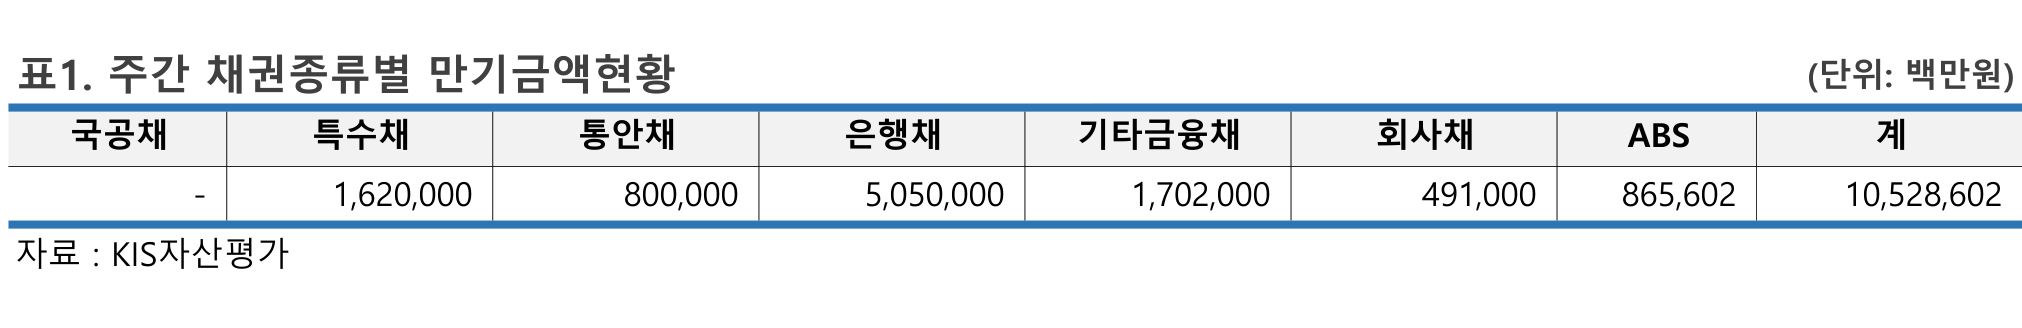 표1. 주간 채권종류별 만기금액현황 (단위: 백만원)
국공채 특수채 통안채 은행채 기타금융채 회사채 ABS 계
- 1,620,000 800,000 5,050,000 1,702,000 491,000 865,602 10,528,602
자료 : KIS자산평가